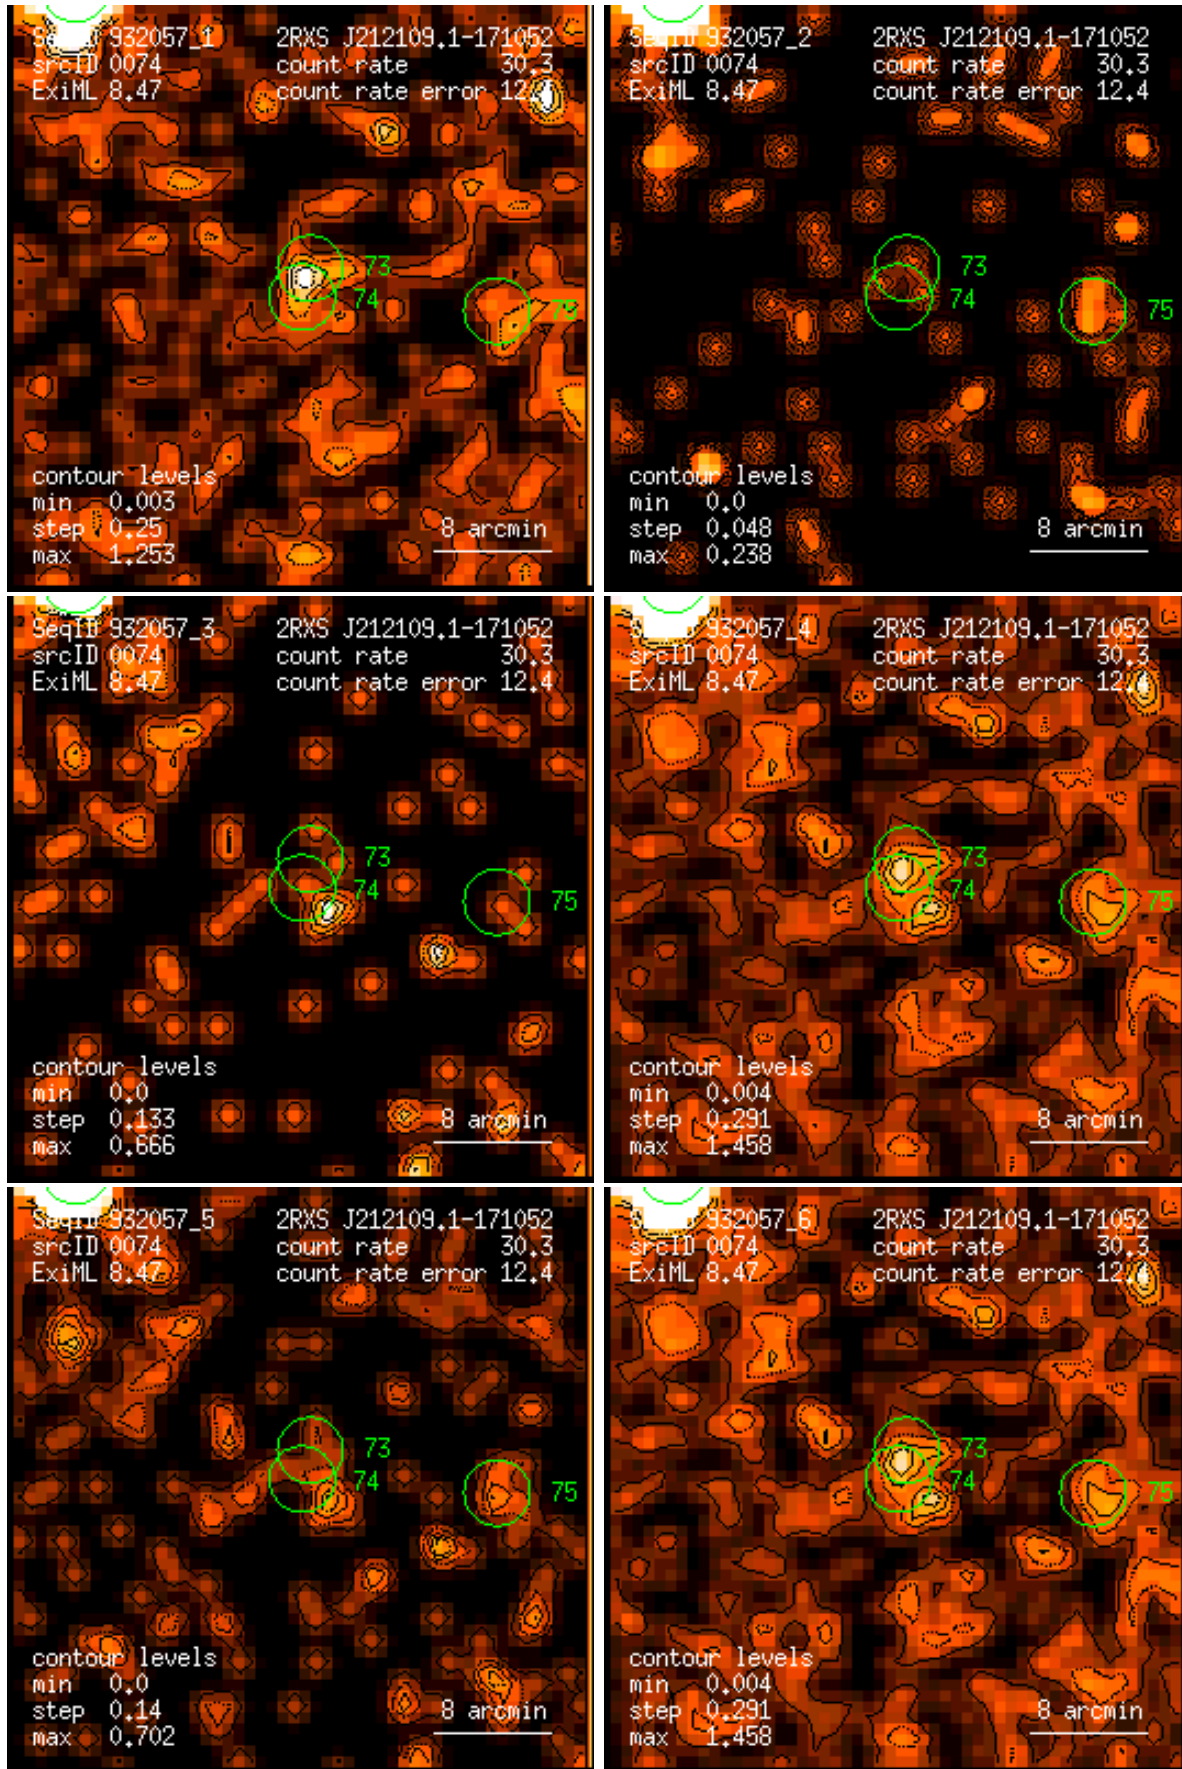 932057_1 2RXS J212109.1-171052
srcID 0074 count rate 30.3
ExiML 8.47 count rate error 12.4
73
74
75
contour levels
min 0.003
step 0.25 8 arcmin
max 1.253
SeqID 932057_2 2RXS J212109.1-171052
srcID 0074 count rate 30.3
ExiML 8.47 count rate error 12.4
73
74
75
contour levels
min 0.0
step 0.048 8 arcmin
max 0.238
SeqID 932057_3 2RXS J212109.1-171052
srcID 0074 count rate 30.3
ExiML 8.47 count rate error 12.4
73
74
75
contour levels
min 0.0
step 0.133 8 arcmin
max 0.666
932057_4 2RXS J212109.1-171052
srcID 0074 count rate 30.3
ExiML 8.47 count rate error 12.4
73
74
75
contour levels
min 0.004
step 0.291 8 arcmin
max 1.458
SeqID 932057_5 2RXS J212109.1-171052
srcID 0074 count rate 30.3
ExiML 8.47 count rate error 12.4
73
74
75
contour levels
min 0.0
step 0.14 8 arcmin
max 0.702
932057_6 2RXS J212109.1-171052
srcID 0074 count rate 30.3
ExiML 8.47 count rate error 12.4
73
74
75
contour levels
min 0.004
step 0.291 8 arcmin
max 1.458